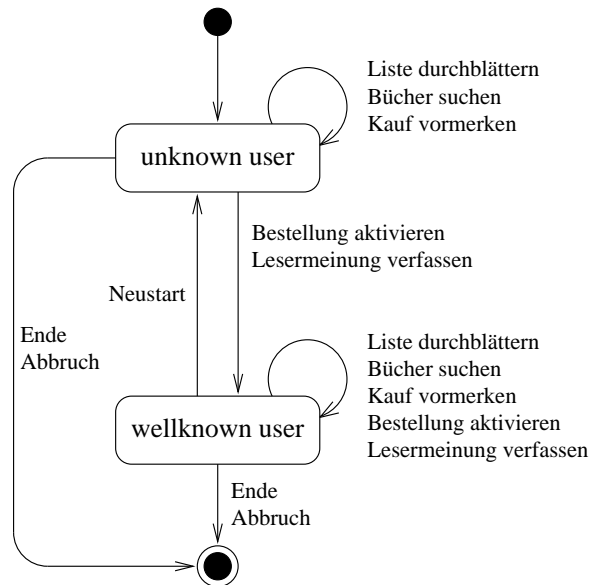 Liste durchblättern
Bücher suchen
Kauf vormerken
unknown user
Bestellung aktivieren
Lesermeinung verfassen
Neustart
Ende
Abbruch
Liste durchblättern
Bücher suchen
Kauf vormerken
Bestellung aktivieren
Lesermeinung verfassen
wellknown user
Ende
Abbruch